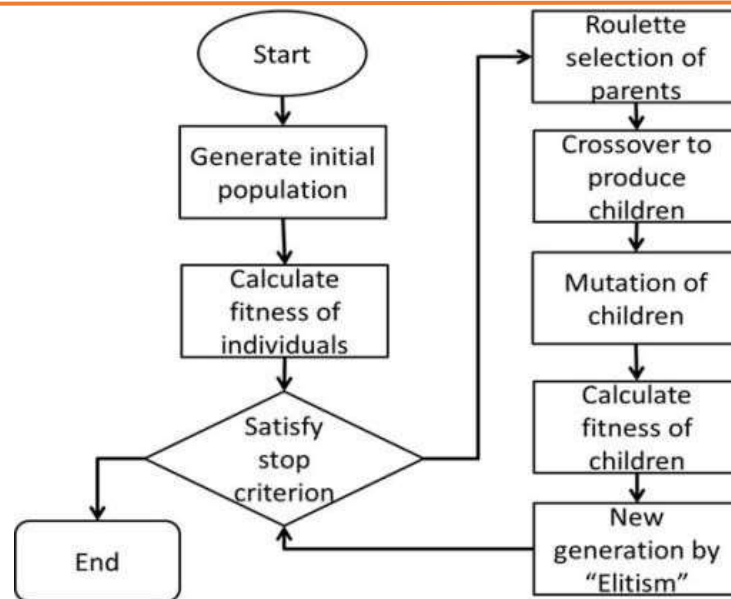 Start
Generate initial
population
Calculate
fitness of
individuals
Satisfy
stop
criterion
End
Roulette
selection of
parents
Crossover to
produce
children
Mutation of
children
Calculate
fitness of
children
New
generation by
“Elitism”